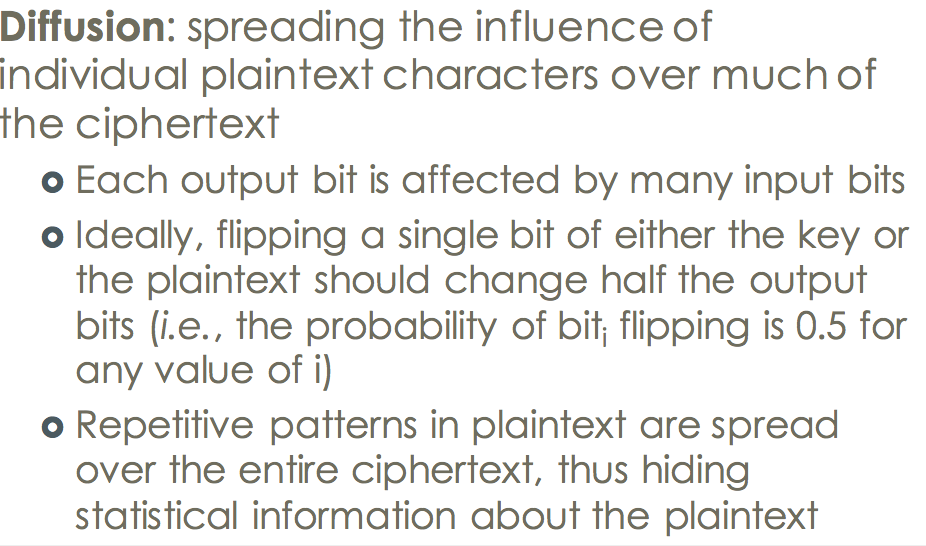 Diffusion: spreading the influence of
individual plaintext characters over much of
the ciphertext
Each output bit is affected by many input bits
Ideally, flipping a single bit of either the key or
the plaintext should change half the output
bits (i.e., the probability of bitᵢ flipping is 0.5 for
any value of i)
Repetitive patterns in plaintext are spread
over the entire ciphertext, thus hiding
statistical information about the plaintext